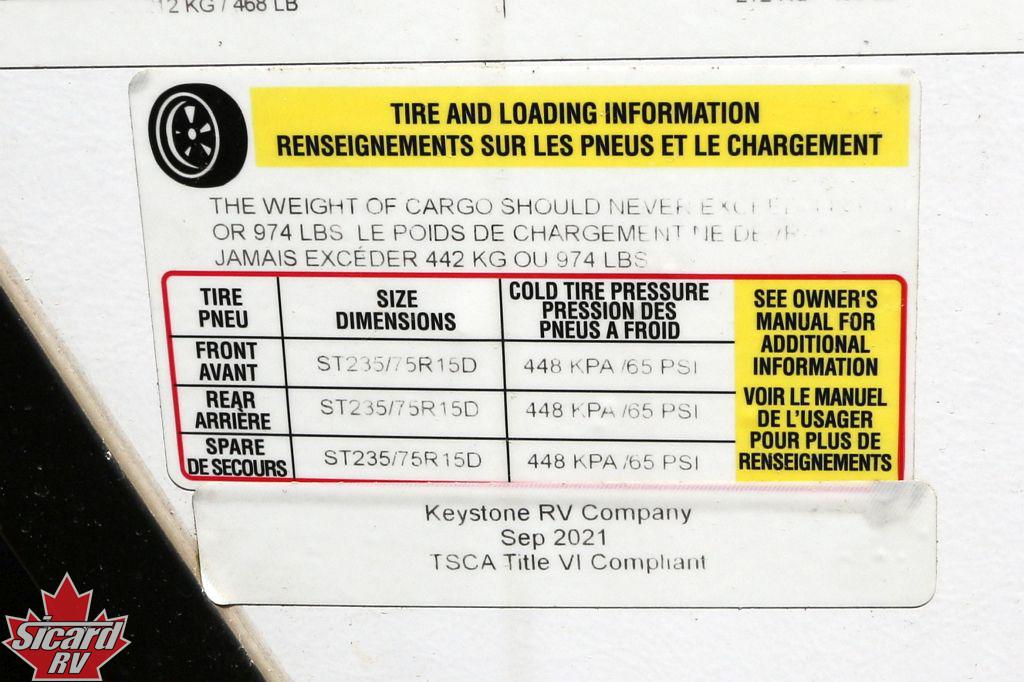 KG / 468 LB
TIRE AND LOADING INFORMATION
RENSEIGNEMENTS SUR LES PNEUS ET LE CHARGEMENT
THE WEIGHT OF CARGO SHOULD NEVER
OR 974 LBS LE POIDS DE CHARGEMENT NE
JAMAIS EXCÉDER 442 KG OU 974 LBS
TIRE
PNEU
SIZE
DIMENSIONS
COLD TIRE PRESSURE
PRESSION DES
PNEUS A FROID
FRONT
AVANT
ST235/75R15D
448 KPA /65 PSI
REAR
ARRIÈRE
ST235/75R15D
448 KPA /65 PSI
SPARE
DE SECOURS
ST235/75R15D
448 KPA /65 PSI
SEE OWNER'S
MANUAL FOR
ADDITIONAL
INFORMATION
VOIR LE MANUEL
DE L'USAGER
POUR PLUS DE
RENSEIGNEMENTS
Keystone RV Company
Sep 2021
TSCA Title VI Compliant
Sicard
RV